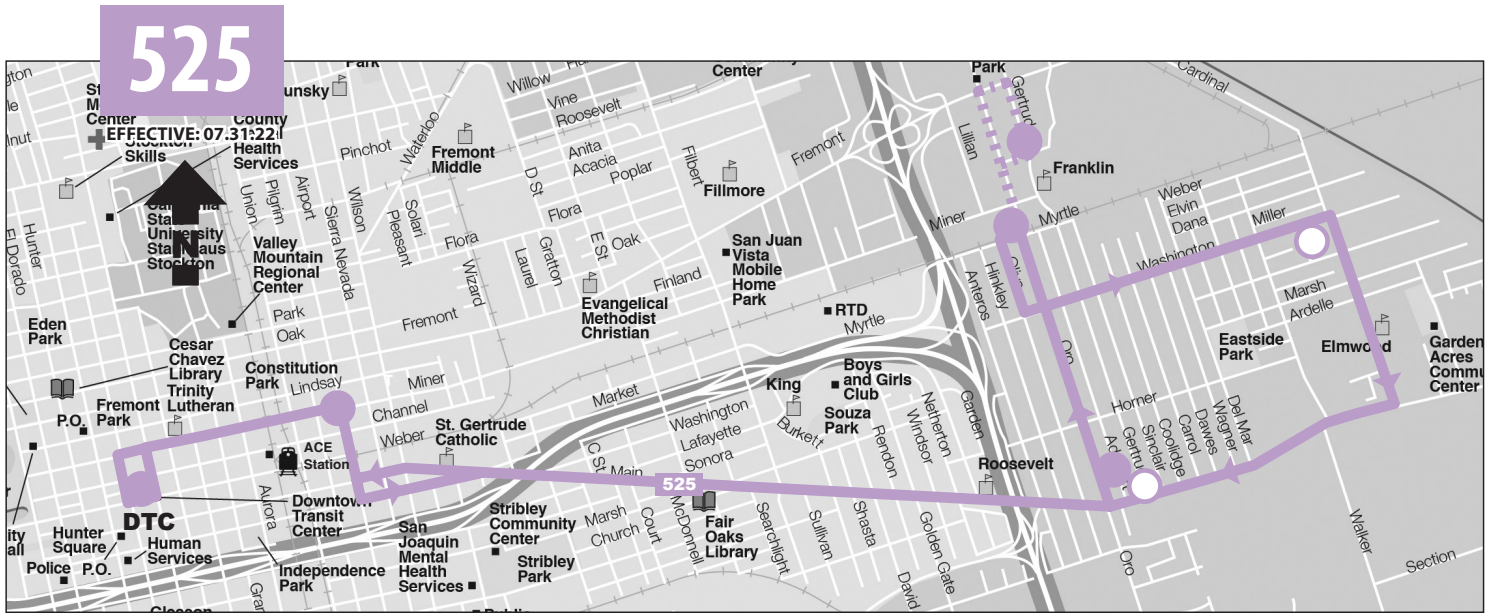 525
EFFECTIVE: 07.31.22
Park
unsky
Center
County
Health
Services
Stockton
Skills
University
Stockton
Hunter
El Dorado
Union
Pilgrim
Airport
Sierra Nevada
Wilson
Pinchot
Pleasant
Solari
Waterloo
Fremont
Middle
Flora
Wizard
Willow
Vine
Roosevelt
Anita
Acacia
Poplar
D St
Flora
Laurel
Gratton
E St
Oak
Finland
Filbert
Fillmore
Center
Fremont
Park
Gertrud
Lillian
Franklin
Cardinal
Miner
Myrtle
Weber
Elvin
Dana
Miller
Washington
Marsh
Ardelle
Eastside
Park
Elmwood
Garden
Acres
Commu
Center
N
Valley
Mountain
Regional
Center
Park
Oak
Fremont
Evangelical
Methodist
Christian
San Juan
Vista
Mobile
Home
Park
RTD
Myrtle
Anteros
Hinkley
Oro
Eden
Park
Cesar
Chavez
Library
Trinity
Lutheran
Constitution
Park
Lindsay
Miner
Channel
Weber
Market
Washington
Lafayette
Sonora
King
Boys
and Girls
Club
Souza
Park
Burkett
Rendon
Windsor
Netherton
Garden
Horner
Gertru
Sinclair
Coolidge
Carrol
Dawes
Wagner
Del Mar
P.O.
Fremont
Park
St. Gertrude
Catholic
ACE
Station
C St
Main
525
Roosevelt
Downtown
Transit
Center
DTC
Hunter
Square
Human
Services
Police
P.O.
Aurora
Independence
Park
San
Joaquin
Mental
Health
Services
Stribley
Community
Center
Stribley
Park
Marsh
Church
Court
McDonnell
Fair
Oaks
Library
Searchlight
Sullivan
Shasta
Golden Gate
David
Oro
Walker
Section